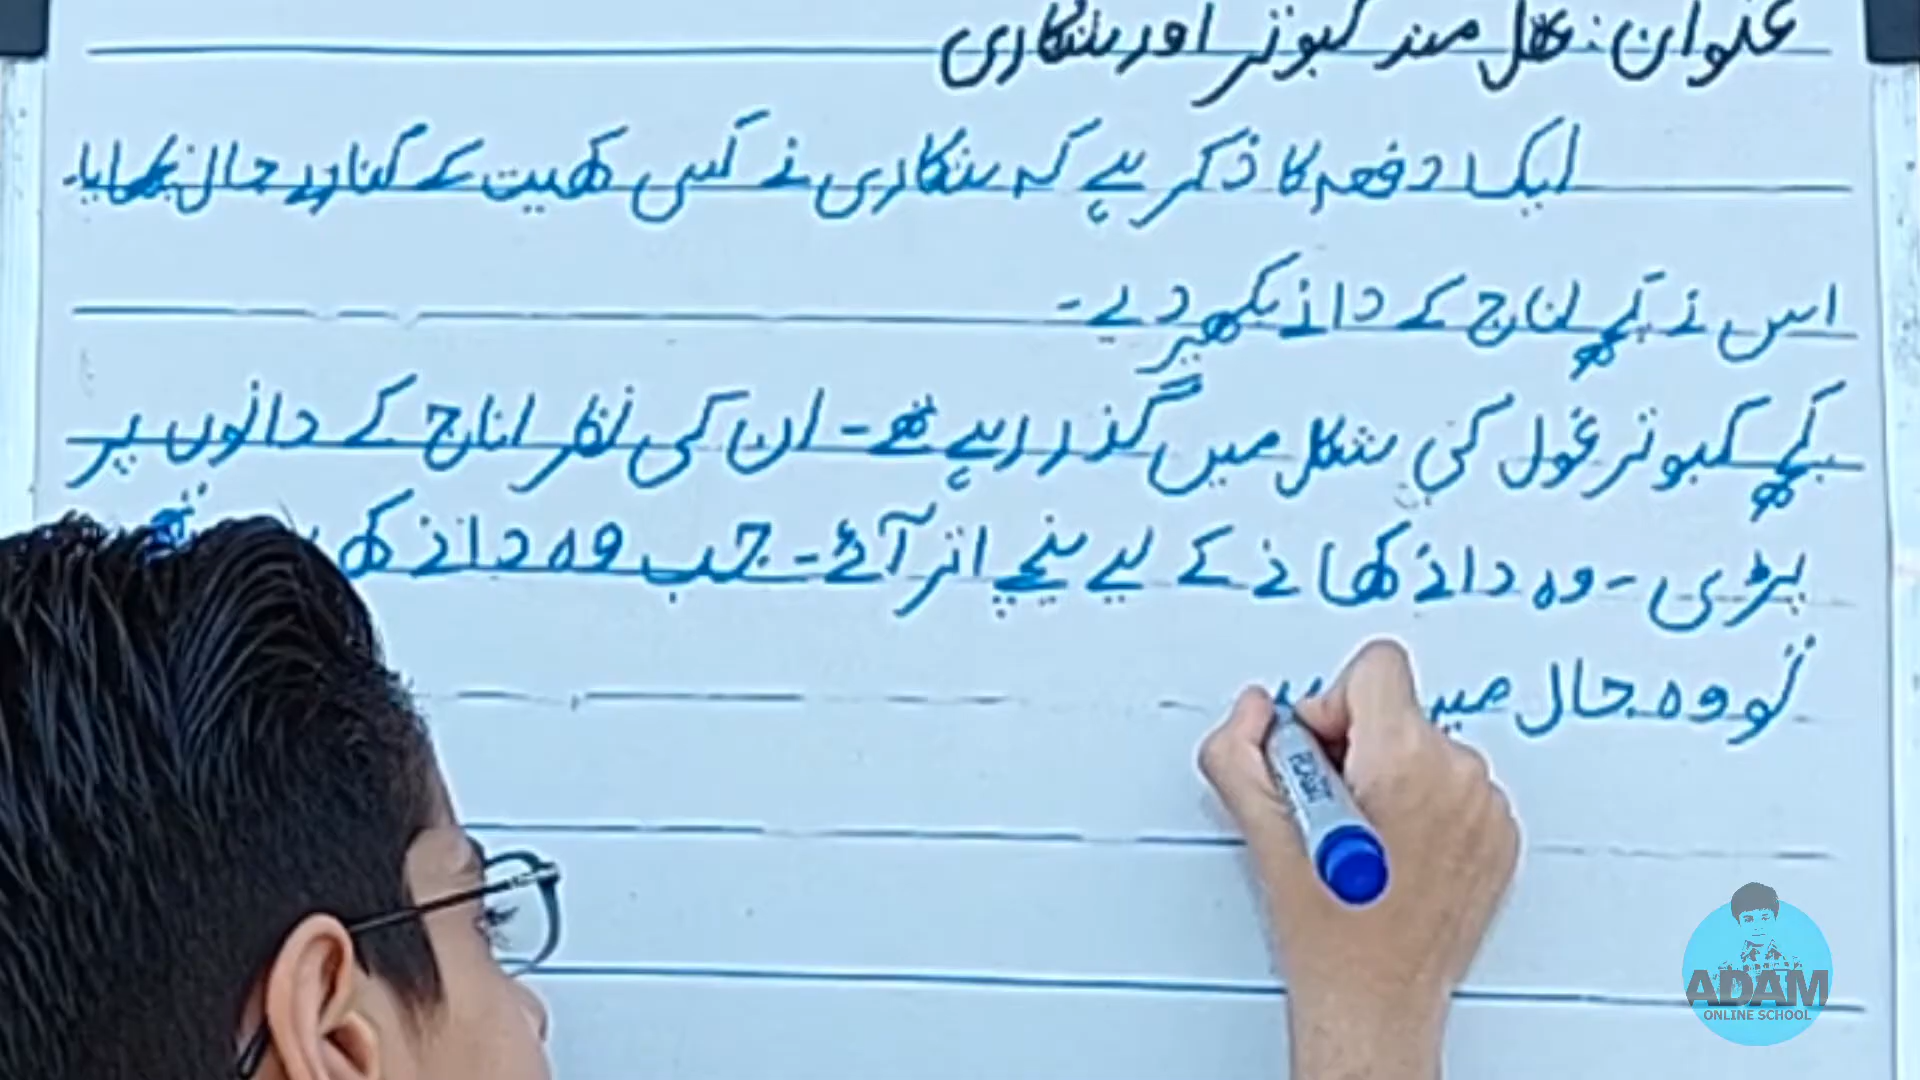 عنوان: عقل مند کبوتر اور شکاری
ایک دفعہ کا ذکر ہے کہ شکاری نے کسی کھیت کے کنارے جال بچھایا۔
اس نے کچھ اناج کے دانے بکھیر دیے۔
کچھ کبوتر غول کی شکل میں گذر رہے تھے۔ ان کی نظر اناج کے دانوں پر
پڑی۔ وہ دانے کھانے کے لیے نیچے اتر آئے۔ جب وہ دانے
تو وہ جال میں
ADAM
ONLINE SCHOOL